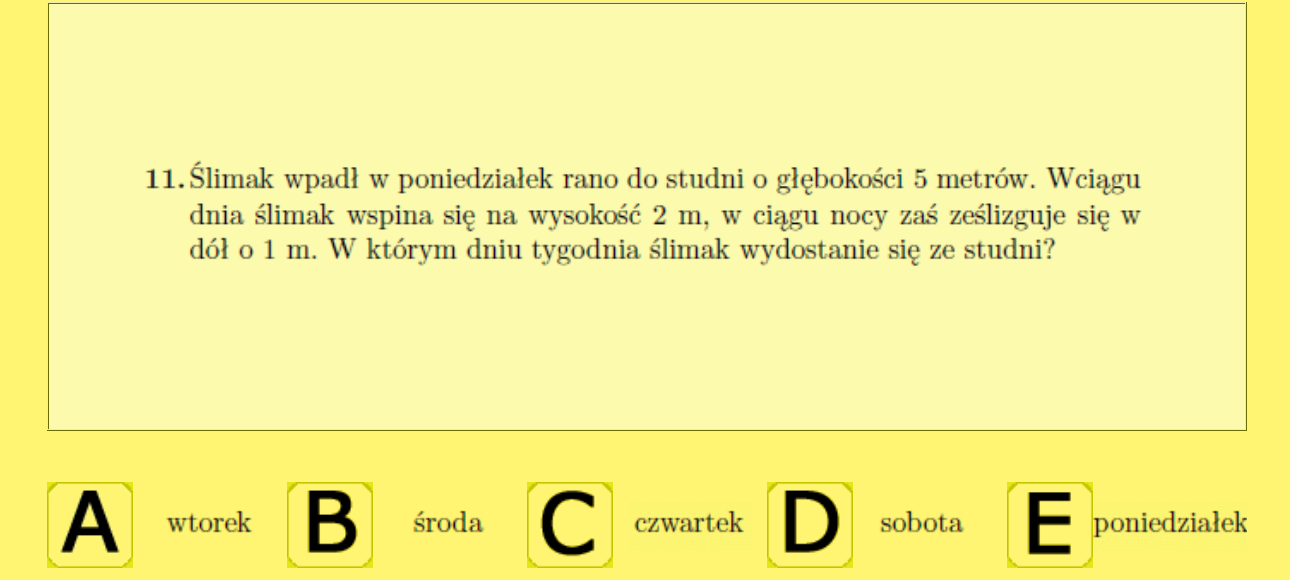 11. Ślimak wpadł w poniedziałek rano do studni o głębokości 5 metrów. Wciągu
dnia ślimak wspina się na wysokość 2 m, w ciągu nocy zaś ześlizguje się w
dół o 1 m. W którym dniu tygodnia ślimak wydostanie się ze studni?
A wtorek B środa C czwartek D sobota E poniedziałek